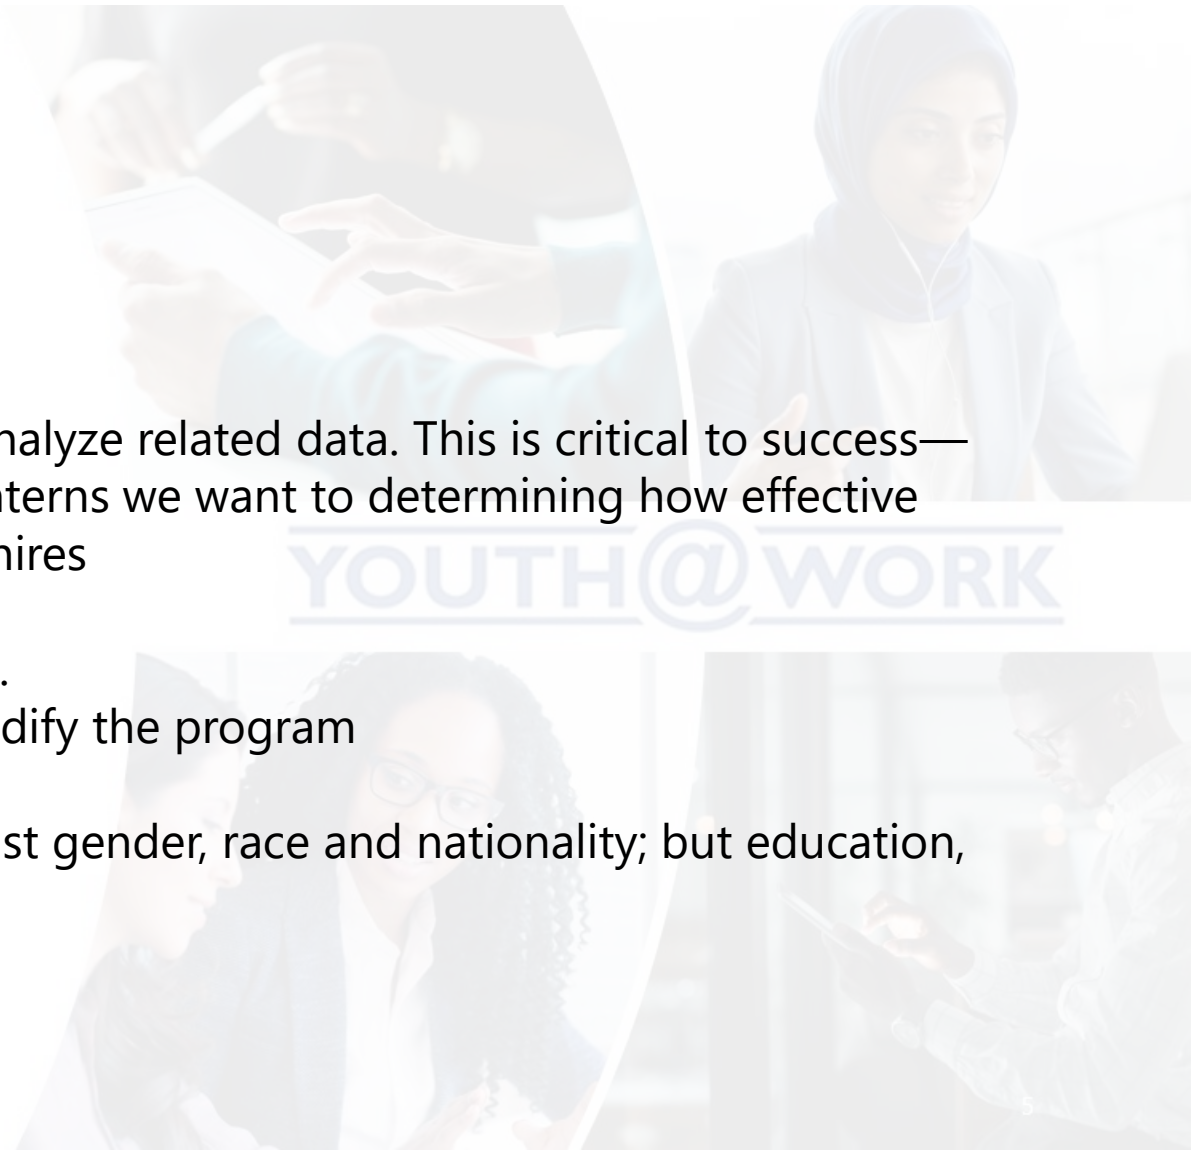 nalyze related data. This is critical to success—
terns we want to determining how effective
hires
YOUTH@WORK
.
dify the program
st gender, race and nationality; but education,
5